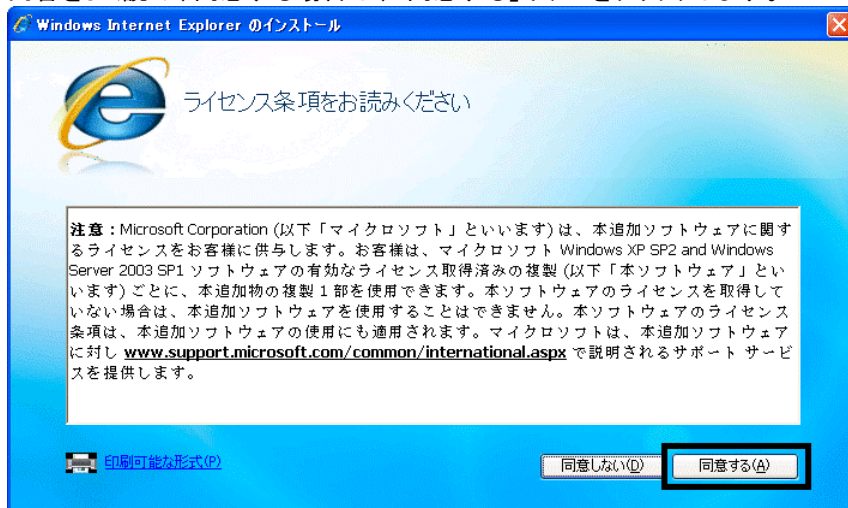 Windows Internet Explorer のインストール
ライセンス条項をお読みください
注意：Microsoft Corporation (以下「マイクロソフト」といいます) は、本追加ソフトウェアに関す
るライセンスをお客様に供与します。お客様は、マイクロソフト Windows XP SP2 and Windows
Server 2003 SP1 ソフトウェアの有効なライセンス取得済みの複製 (以下「本ソフトウェア」とい
います) ごとに、本追加物の複製 1 部を使用できます。本ソフトウェアのライセンスを取得して
いない場合は、本追加ソフトウェアを使用することはできません。本ソフトウェアのライセンス
条項は、本追加ソフトウェアの使用にも適用されます。マイクロソフトは、本追加ソフトウェア
に対し www.support.microsoft.com/common/international.aspx で説明されるサポート サービ
スを提供します。
印刷可能な形式(P)
同意しない(D)
同意する(A)